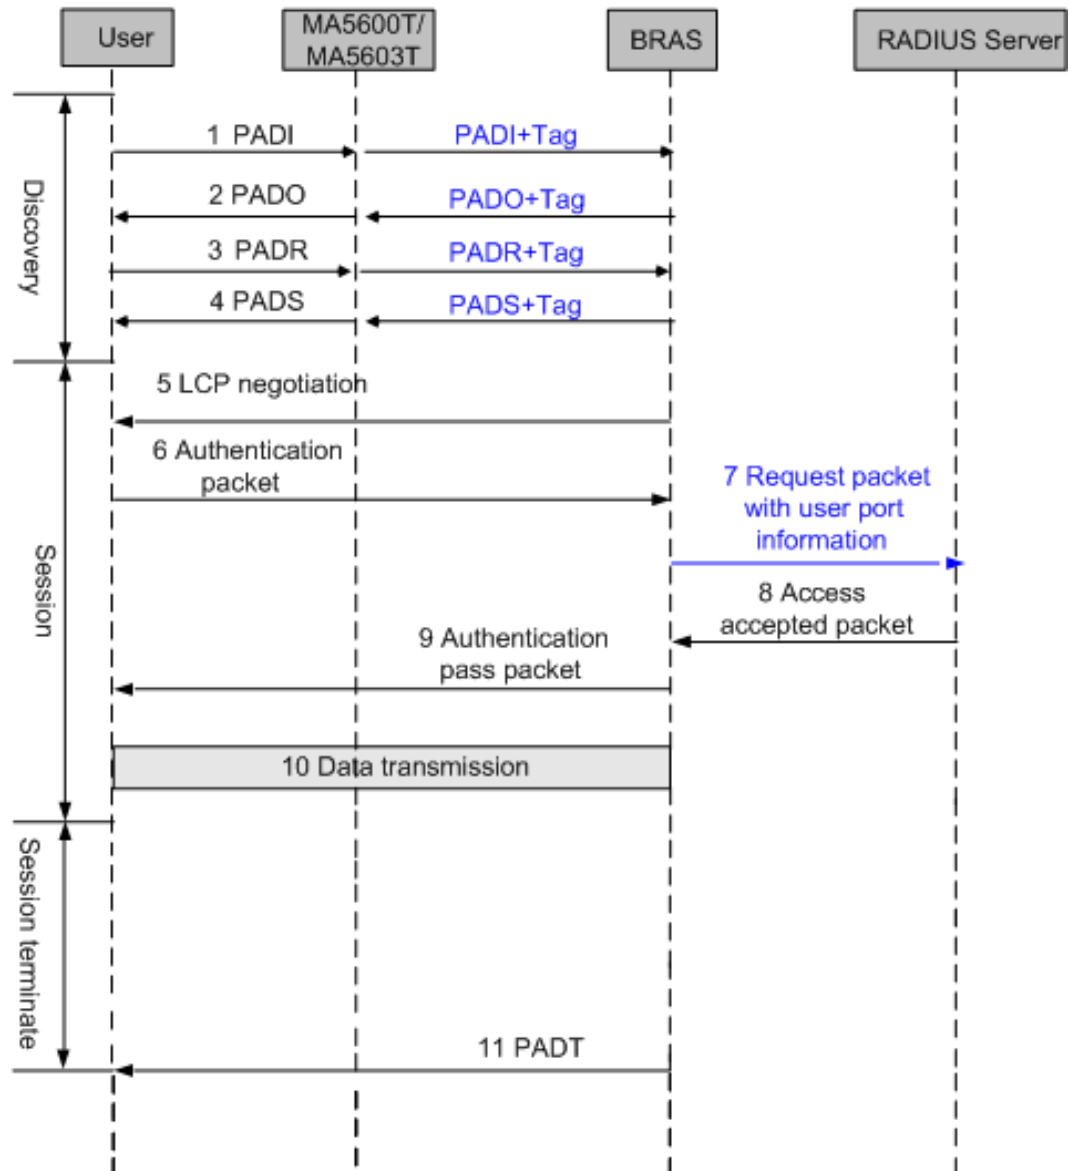 User
MA5600T/
MA5603T
BRAS
RADIUS Server
Discovery
1 PADI
PADI+Tag
2 PADO
PADO+Tag
3 PADR
PADR+Tag
4 PADS
PADS+Tag
Session
5 LCP negotiation
6 Authentication
packet
7 Request packet
with user port
information
8 Access
accepted packet
9 Authentication
pass packet
10 Data transmission
Session terminate
11 PADT